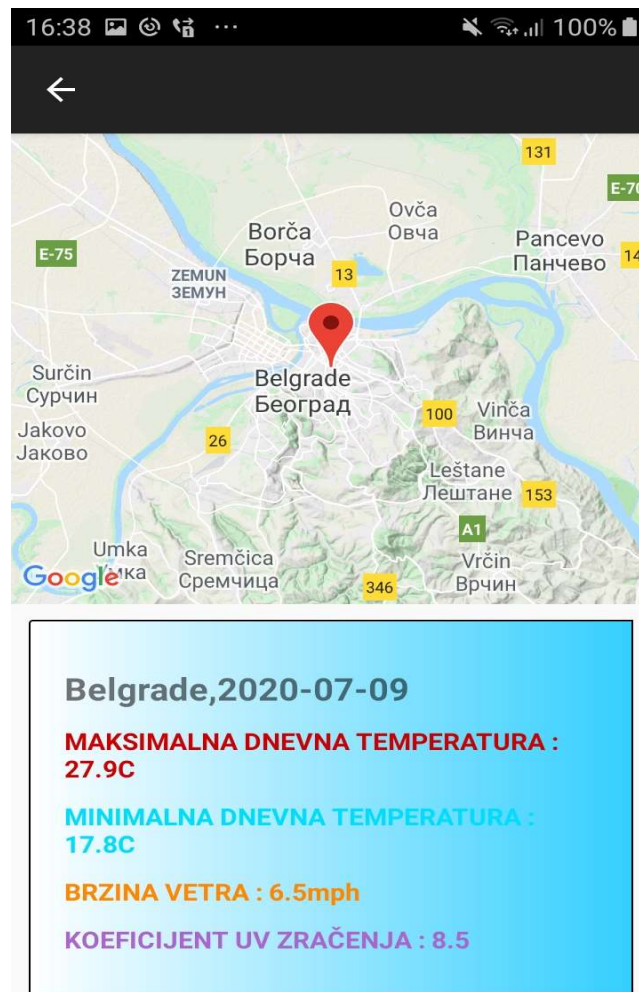 16:38 ... 100%
131
E-70
Ovča
Овча
Borča
Борча
Pancevo
Панчево
14
E-75
ZEMUN
ЗЕМУН
13
Surčin
Сурчин
Belgrade
Београд
Jakovo
Јаково
26
100
Vinča
Винча
Leštane
Лештане
153
A1
Umka
Sremčica
Сремчица
Vrčin
Врчин
346
Google
Belgrade,2020-07-09
MAKSIMALNA DNEVNA TEMPERATURA :
27.9C
MINIMALNA DNEVNA TEMPERATURA :
17.8C
BRZINA VETRA : 6.5mph
KOEFICIJENT UV ZRAČENJA : 8.5